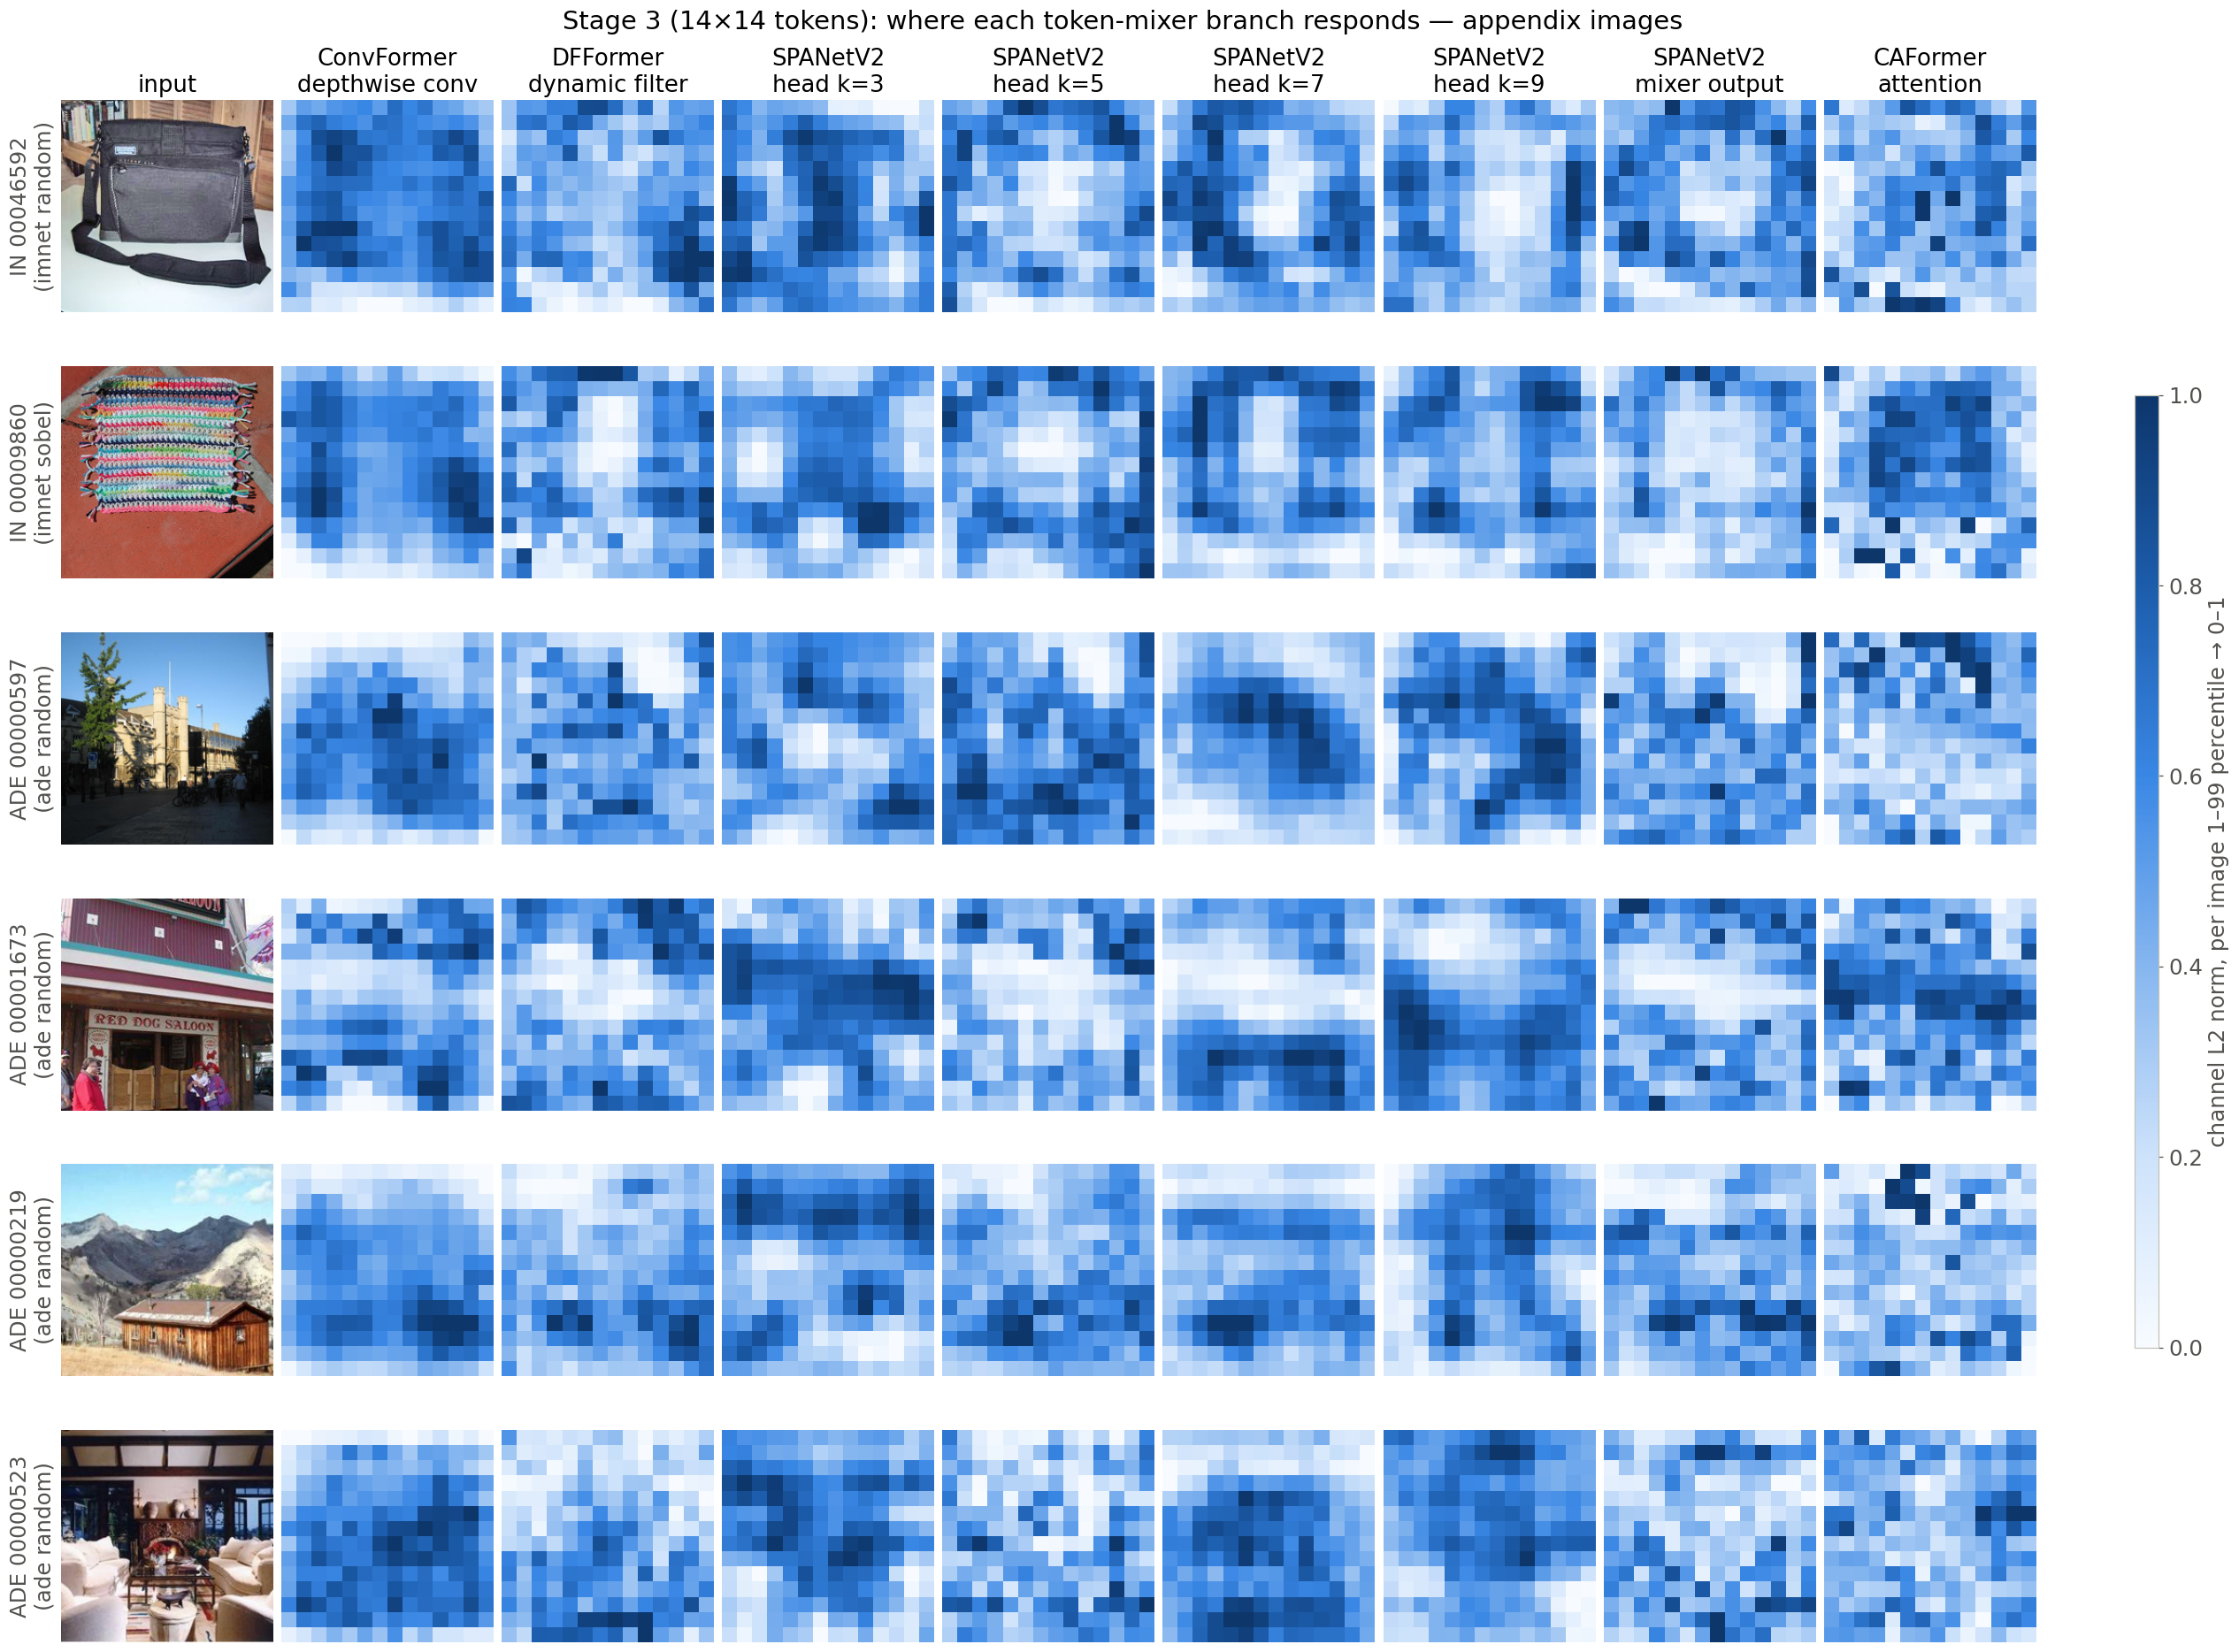 Stage 3 (14×14 tokens): where each token-mixer branch responds — appendix images
input
ConvFormer
depthwise conv
DFFormer
dynamic filter
SPANetV2
head k=3
SPANetV2
head k=5
SPANetV2
head k=7
SPANetV2
head k=9
SPANetV2
mixer output
CAFormer
attention
IN 00046592
(imnet random)
IN 00009860
(imnet sobel)
ADE 00000597
(ade random)
ADE 00001673
(ade random)
RED DOG SALOON
ADE 00000219
(ade random)
ADE 00000523
(ade random)
1.0
0.8
0.6
0.4
0.2
0.0
channel L2 norm, per image 1–99 percentile → 0–1